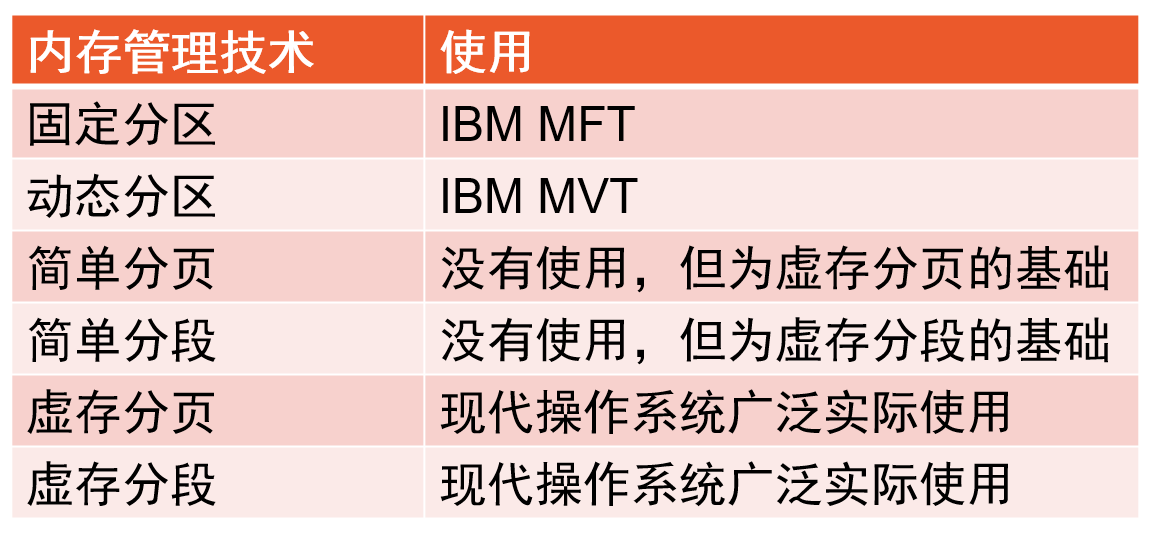 内存管理技术 使用
固定分区 IBM MFT
动态分区 IBM MVT
简单分页 没有使用，但为虚存分页的基础
简单分段 没有使用，但为虚存分段的基础
虚存分页 现代操作系统广泛实际使用
虚存分段 现代操作系统广泛实际使用